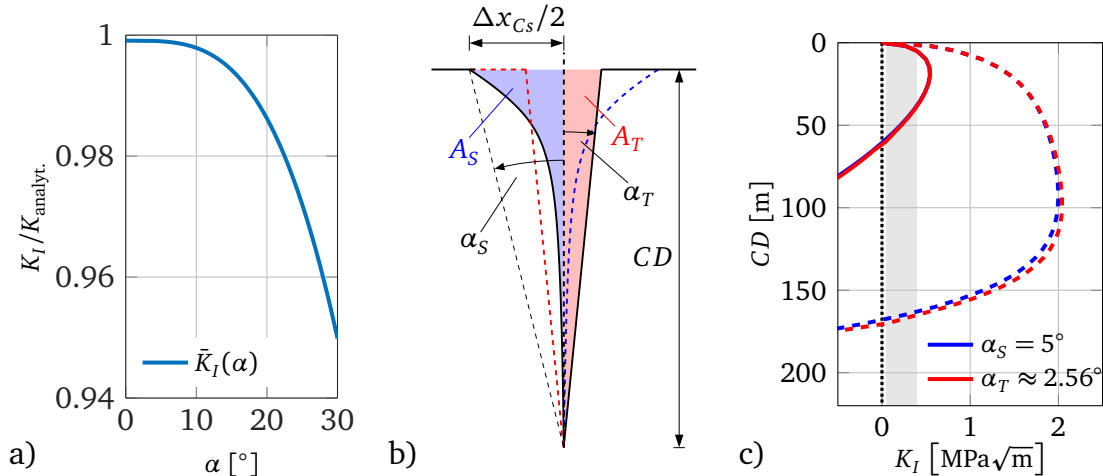 1
0.98
0.96
0.94
0 10 20 30
K_I/K_analyt.
K̄_I(α)
α [°]
a)
Δx_Cs/2
A_S
A_T
α_S
α_T
CD
b)
0
50
100
150
200
0 1 2
CD [m]
α_S = 5°
α_T ≈ 2.56°
K_I [MPa√m]
c)